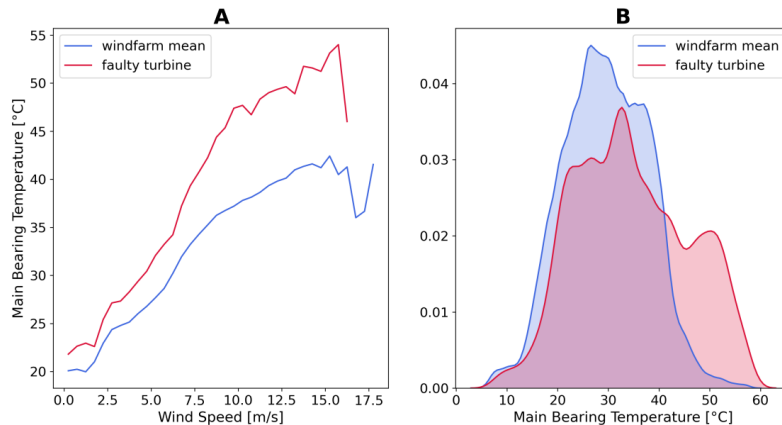 A
windfarm mean
faulty turbine
Main Bearing Temperature [°C]
55
50
45
40
35
30
25
20
0.0 2.5 5.0 7.5 10.0 12.5 15.0 17.5
Wind Speed [m/s]
B
windfarm mean
faulty turbine
0.04
0.03
0.02
0.01
0.00
10 20 30 40 50 60
Main Bearing Temperature [°C]